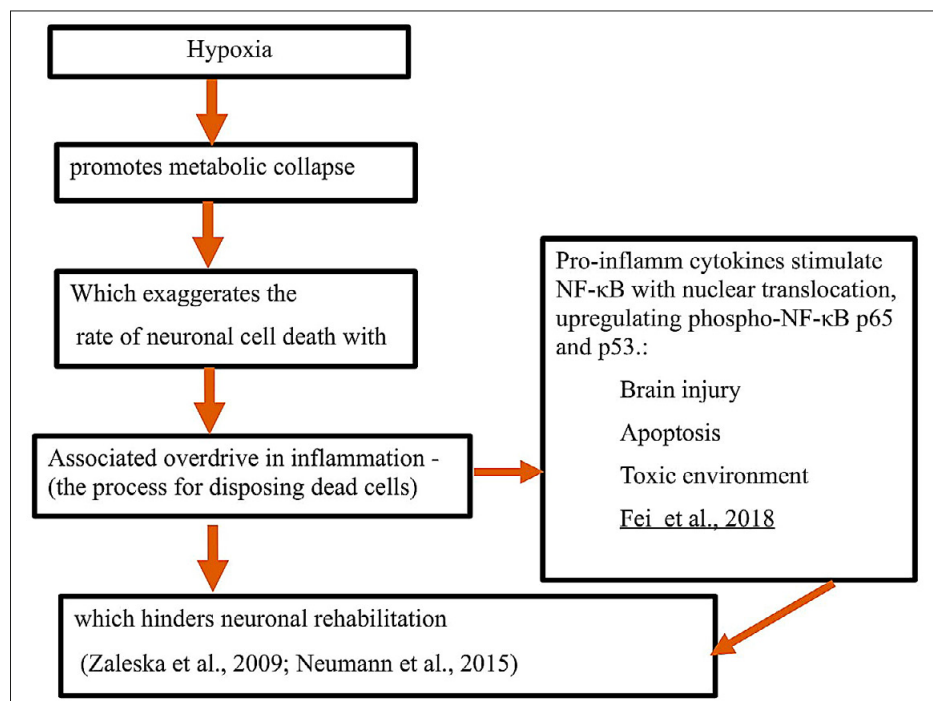 Hypoxia
promotes metabolic collapse
Which exaggerates the
rate of neuronal cell death with
Associated overdrive in inflammation -
(the process for disposing dead cells)
Pro-inflamm cytokines stimulate
NF-κB with nuclear translocation,
upregulating phospho-NF-κB p65
and p53.:
Brain injury
Apoptosis
Toxic environment
Fei et al., 2018
which hinders neuronal rehabilitation
(Zaleska et al., 2009; Neumann et al., 2015)